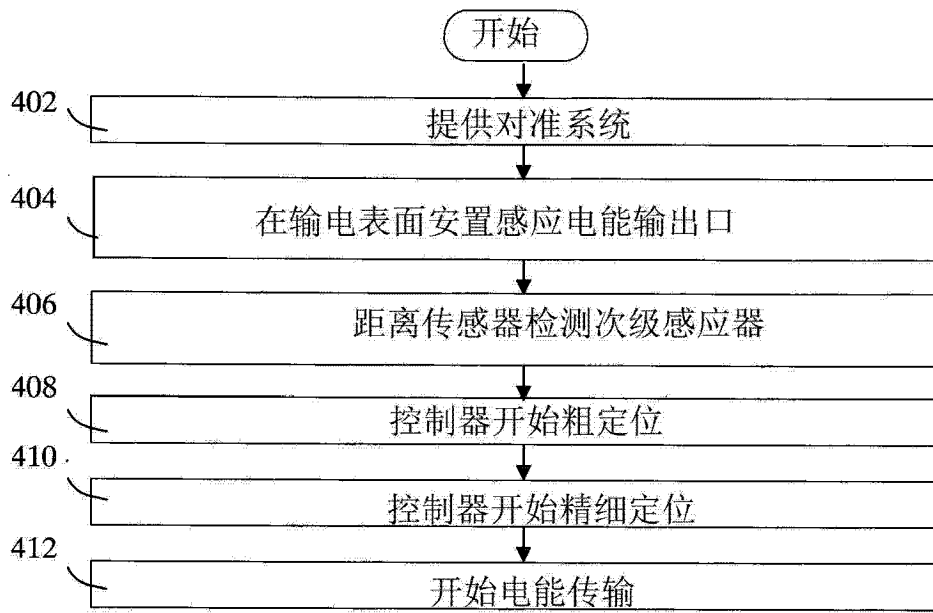 开始
402
提供对准系统
404
在输电表面安置感应电能输出口
406
距离传感器检测次级感应器
408
控制器开始粗定位
410
控制器开始精细定位
412
开始电能传输